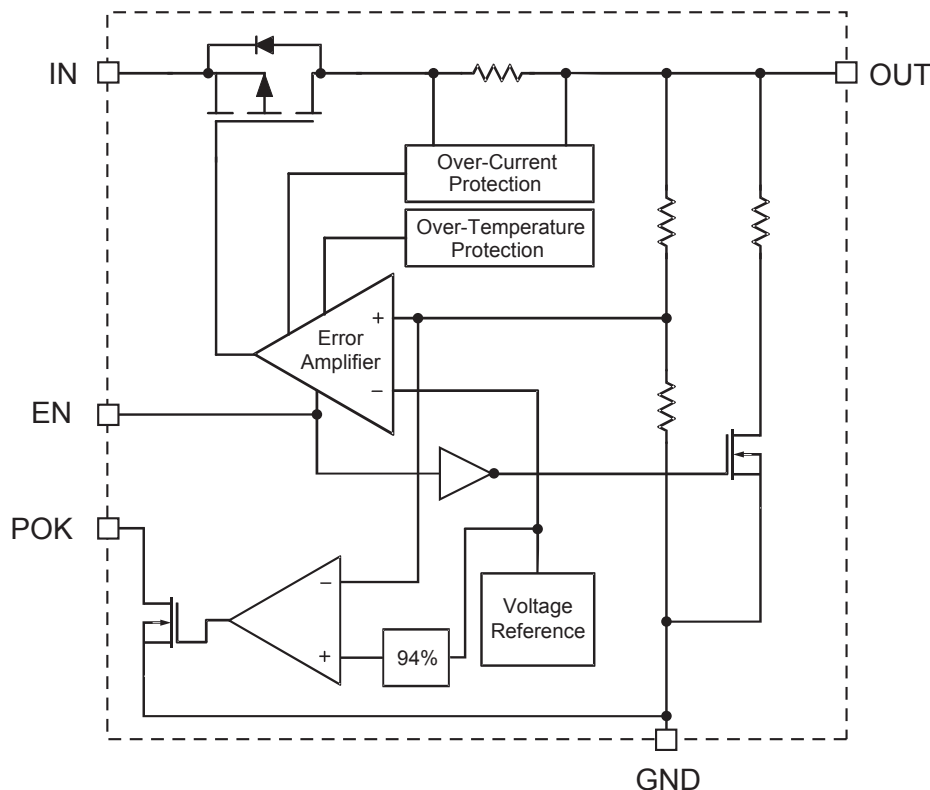 IN
OUT
Over-Current
Protection
Over-Temperature
Protection
+
Error
Amplifier
−
EN
POK
−
Voltage
Reference
+
94%
GND